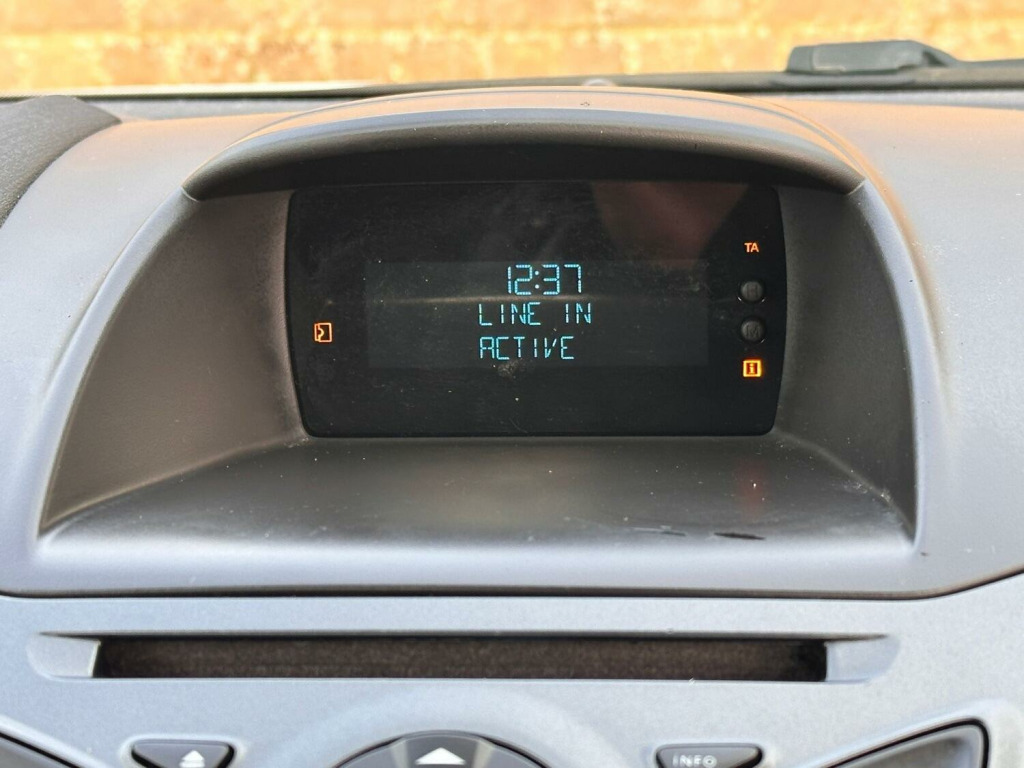 12:37
TA
LINE IN
H
ACTIVE
M
i
INFO